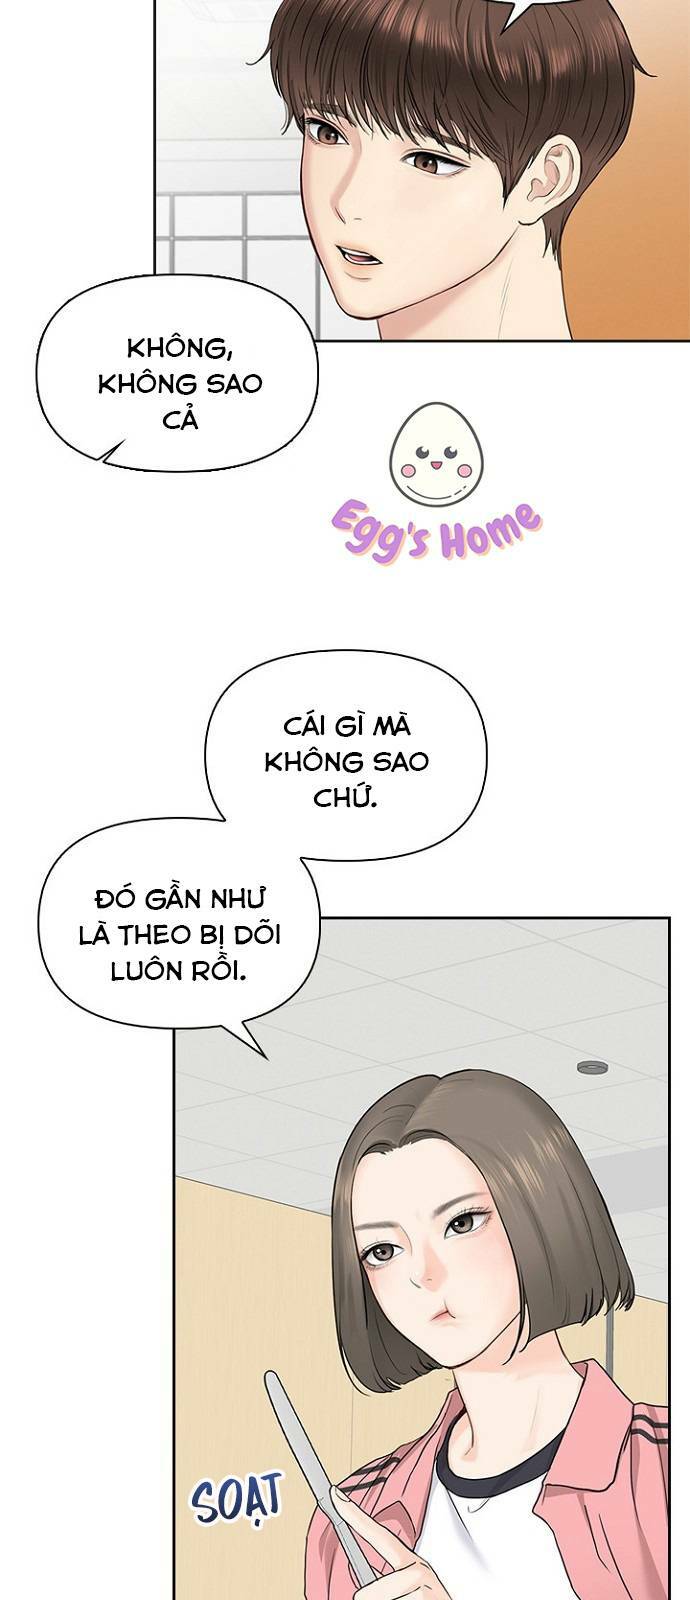 KHÔNG,
KHÔNG SAO
CẢ
Egg's Home
CÁI GÌ MÀ
KHÔNG SAO
CHỨ.
ĐÓ GẦN NHƯ
LÀ THEO BỊ DÕI
LUÔN RỒI.
SOẠT